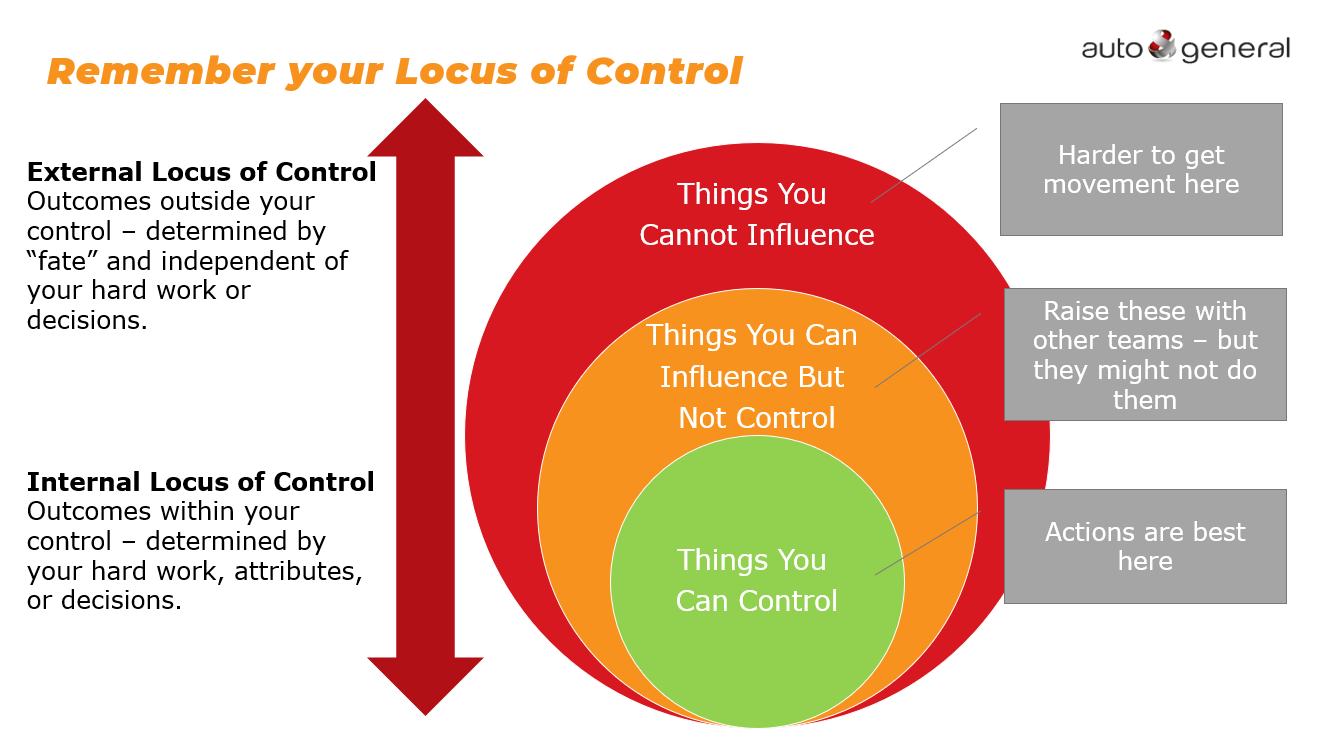 Remember your Locus of Control
auto general
External Locus of Control
Outcomes outside your
control – determined by
“fate” and independent of
your hard work or
decisions.
Internal Locus of Control
Outcomes within your
control – determined by
your hard work, attributes,
or decisions.
Things You
Cannot Influence
Things You Can
Influence But
Not Control
Things You
Can Control
Harder to get
movement here
Raise these with
other teams – but
they might not do
them
Actions are best
here